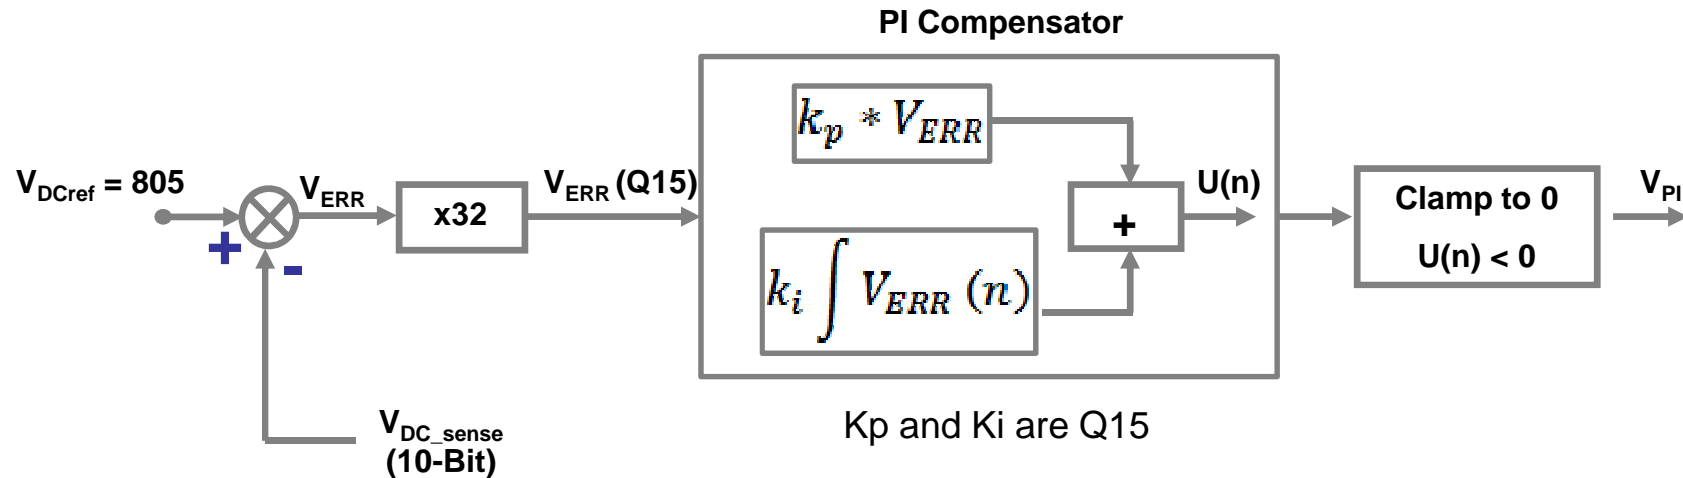 PI Compensator
k_p * V_ERR
V_DCref = 805
V_ERR
x32
V_ERR (Q15)
U(n)
Clamp to 0
U(n) < 0
V_PI
+
+
-
k_i ∫ V_ERR (n)
V_DC_sense
(10-Bit)
Kp and Ki are Q15